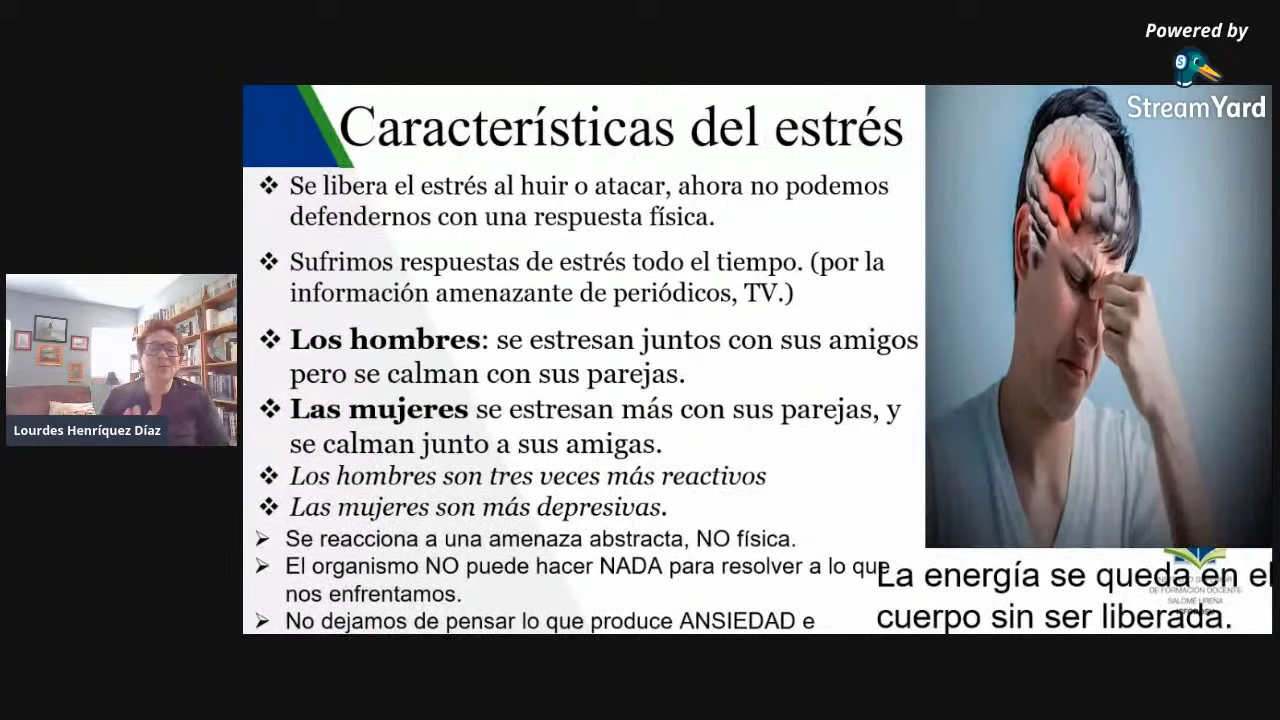 Powered by
StreamYard
Características del estrés
❖ Se libera el estrés al huir o atacar, ahora no podemos
defendernos con una respuesta física.
❖ Sufrimos respuestas de estrés todo el tiempo. (por la
información amenazante de periódicos, TV.)
❖ Los hombres: se estresan juntos con sus amigos
pero se calman con sus parejas.
❖ Las mujeres se estresan más con sus parejas, y
se calman junto a sus amigas.
❖ Los hombres son tres veces más reactivos
❖ Las mujeres son más depresivas.
➢ Se reacciona a una amenaza abstracta, NO física.
➢ El organismo NO puede hacer NADA para resolver a lo que
nos enfrentamos.
➢ No dejamos de pensar lo que produce ANSIEDAD e
La energía se queda en el
cuerpo sin ser liberada.
DE FORMACIÓN DOCENTE
SALOMÉ UREÑA
Lourdes Henríquez Díaz